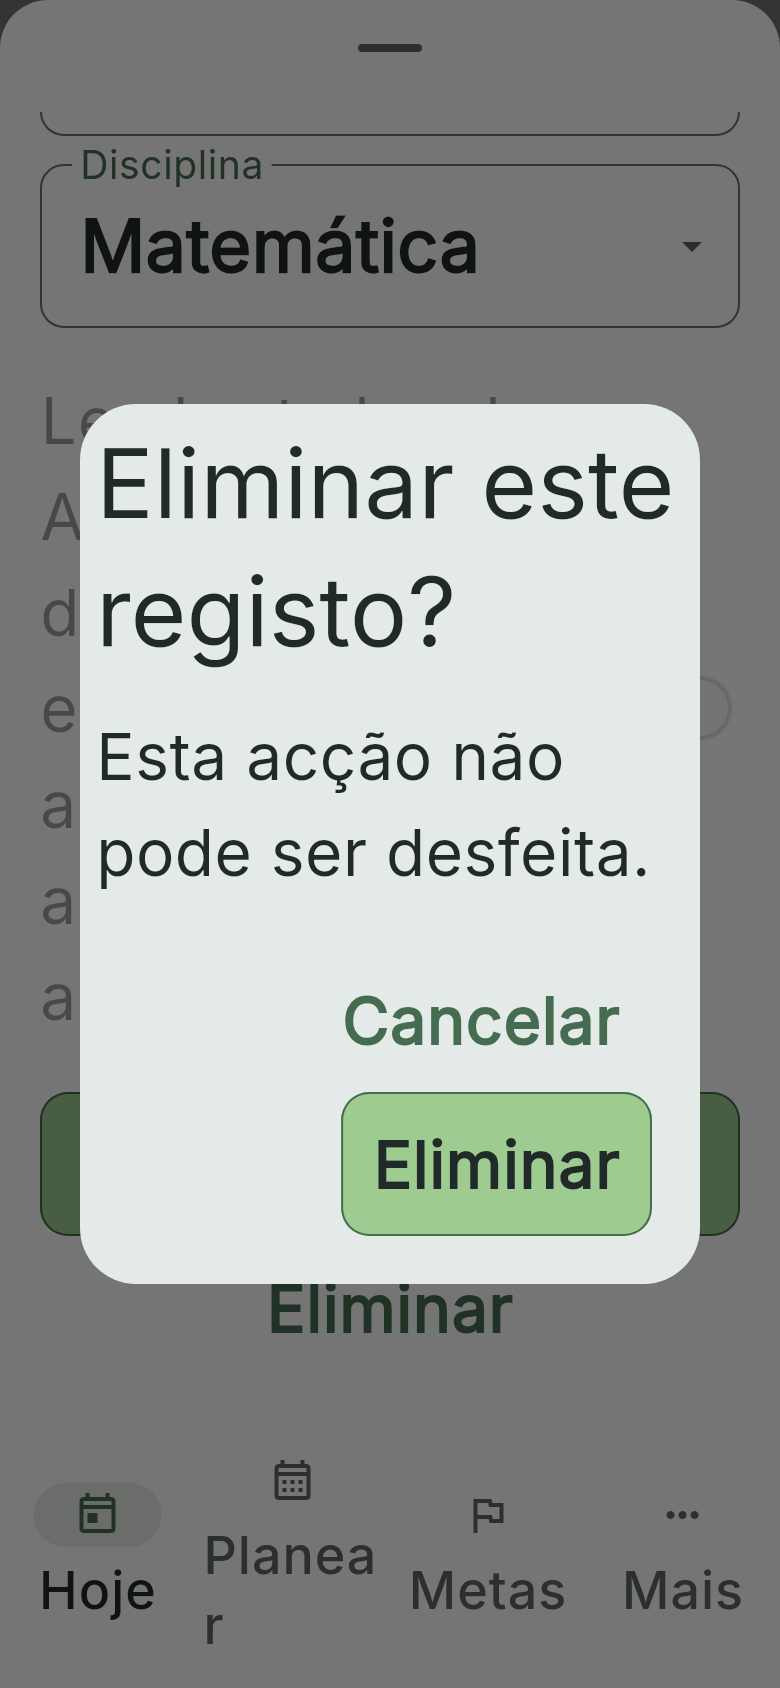 Disciplina
Matemática
Eliminar este
registo?
Esta acção não
pode ser desfeita.
Cancelar
Eliminar
Eliminar
Hoje
Planea
r
Metas
Mais